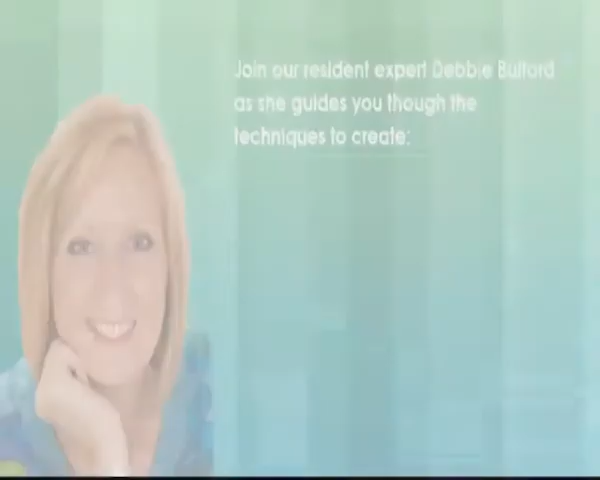 Join our resident expert Debbie Bulford
as she guides you though the
techniques to create: